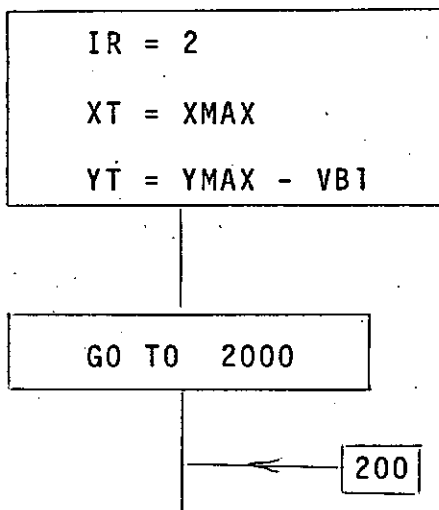 IR = 2
XT = XMAX
YT = YMAX - VB1
GO TO 2000
200